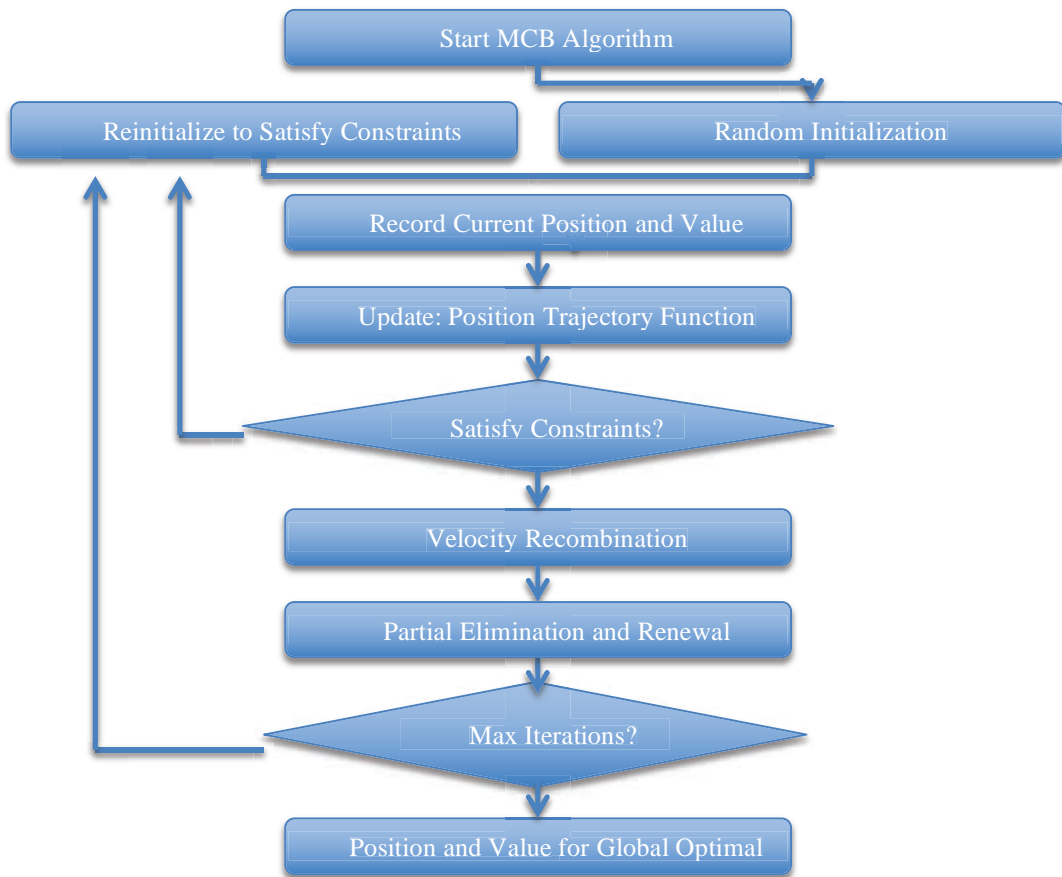 Start MCB Algorithm
Reinitialize to Satisfy Constraints
Random Initialization
Record Current Position and Value
Update: Position Trajectory Function
Satisfy Constraints?
Velocity Recombination
Partial Elimination and Renewal
Max Iterations?
Position and Value for Global Optimal